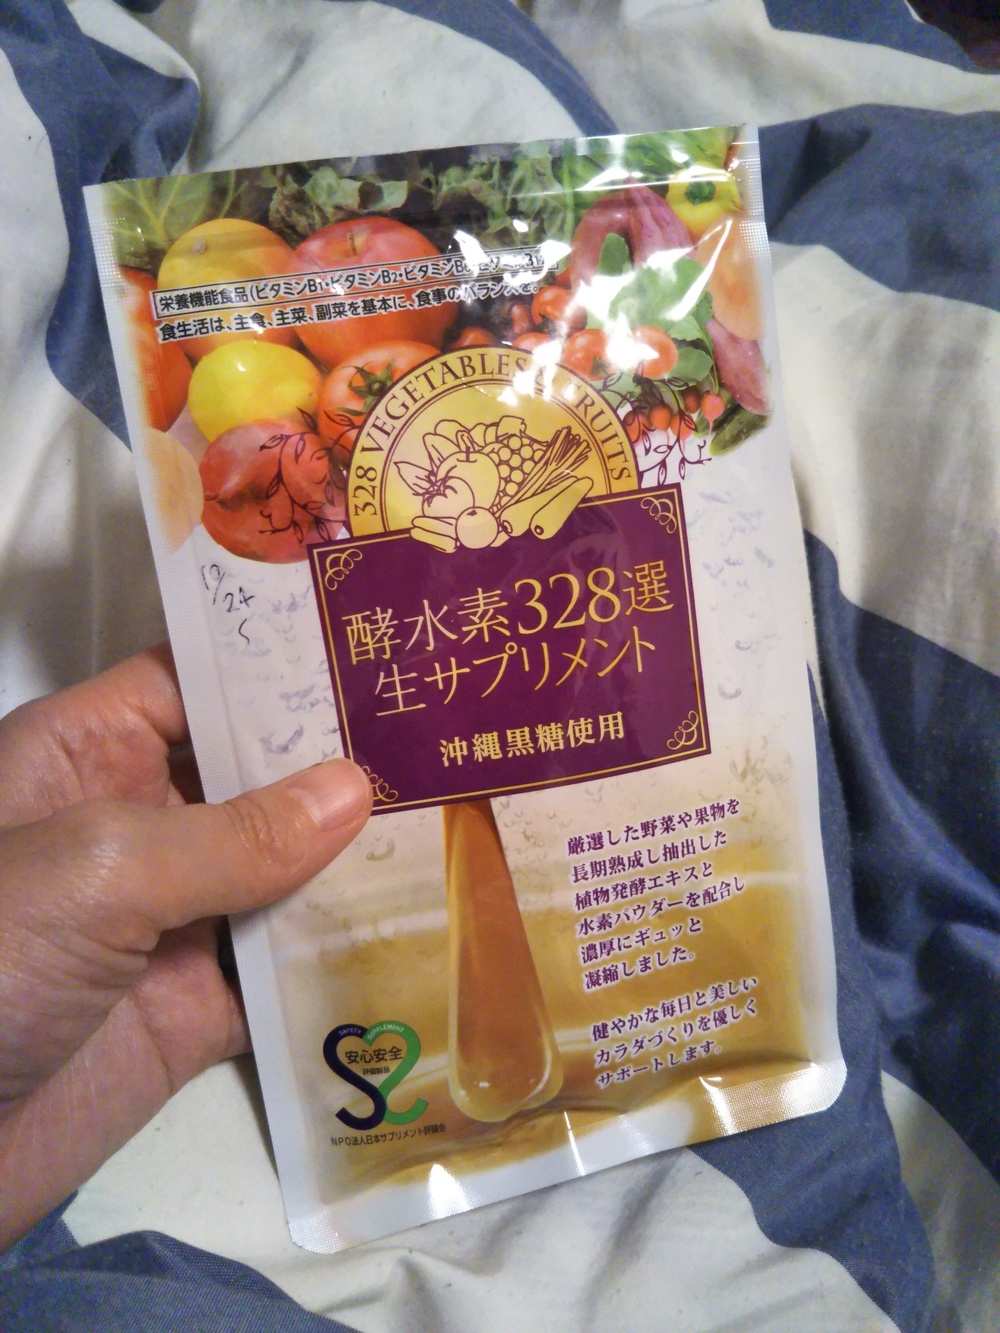 栄養機能食品(ビタミンB1・ビタミンB2・ビタミンB6・
食生活は、主食、主菜、副菜を基本に、食事のバランスを。
328 VEGETABLES & FRUITS
酵水素328選
生サプリメント
沖縄黒糖使用
10/24
厳選した野菜や果物を
長期熟成し抽出した
植物発酵エキスと
水素パウダーを配合し
濃厚にギュッと
凝縮しました。
健やかな毎日と美しい
カラダづくりを優しく
サポートします。
SAFETY SUPPLEMENT
安心安全
評価製品
NPO法人日本サプリメント評議会